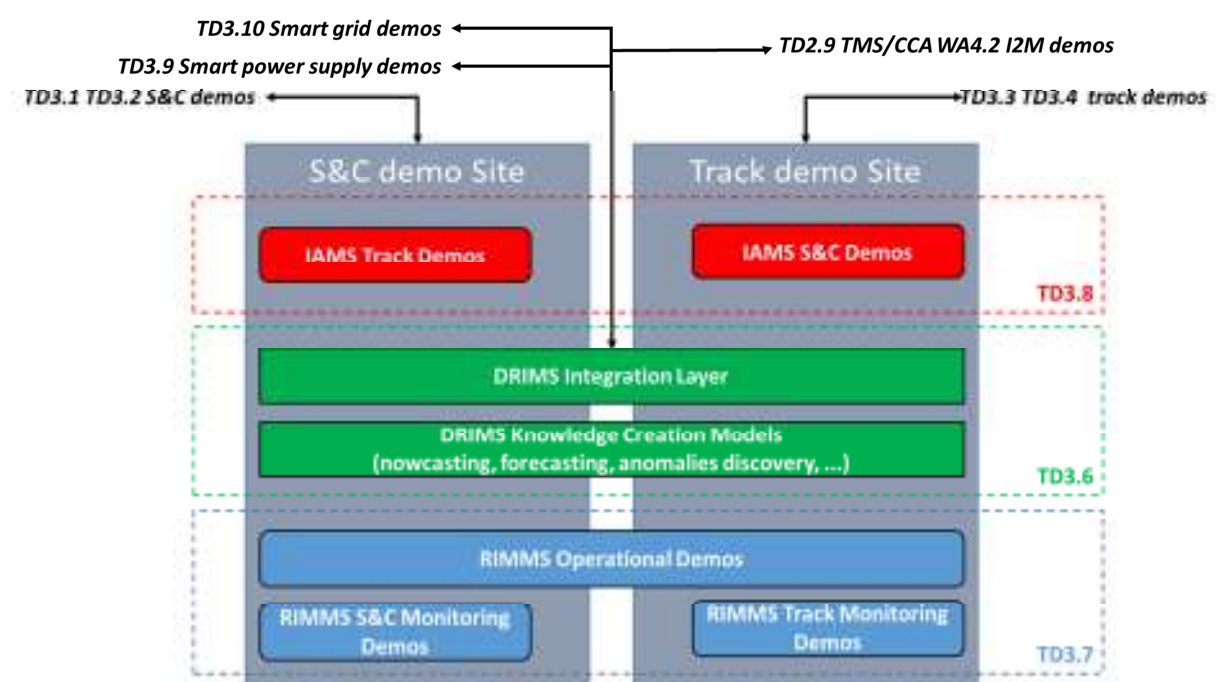 TD3.10 Smart grid demos
TD2.9 TMS/CCA WA4.2 I2M demos
TD3.9 Smart power supply demos
TD3.1 TD3.2 S&C demos
TD3.3 TD3.4 track demos
S&C demo Site
Track demo Site
IAMS Track Demos
IAMS S&C Demos
TD3.8
DRIMS Integration Layer
DRIMS Knowledge Creation Models
(nowcasting, forecasting, anomalies discovery, ...)
TD3.6
RIMMS Operational Demos
RIMMS S&C Monitoring
Demos
RIMMS Track Monitoring
Demos
TD3.7